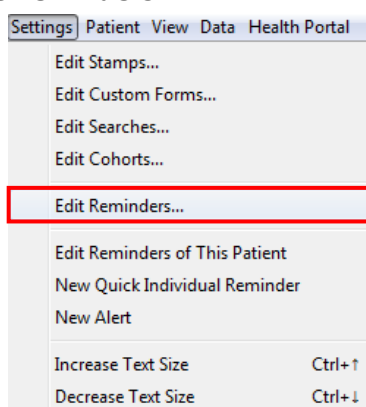 Settings Patient View Data Health Portal
Edit Stamps...
Edit Custom Forms...
Edit Searches...
Edit Cohorts...
Edit Reminders...
Edit Reminders of This Patient
New Quick Individual Reminder
New Alert
Increase Text Size Ctrl+↑
Decrease Text Size Ctrl+↓